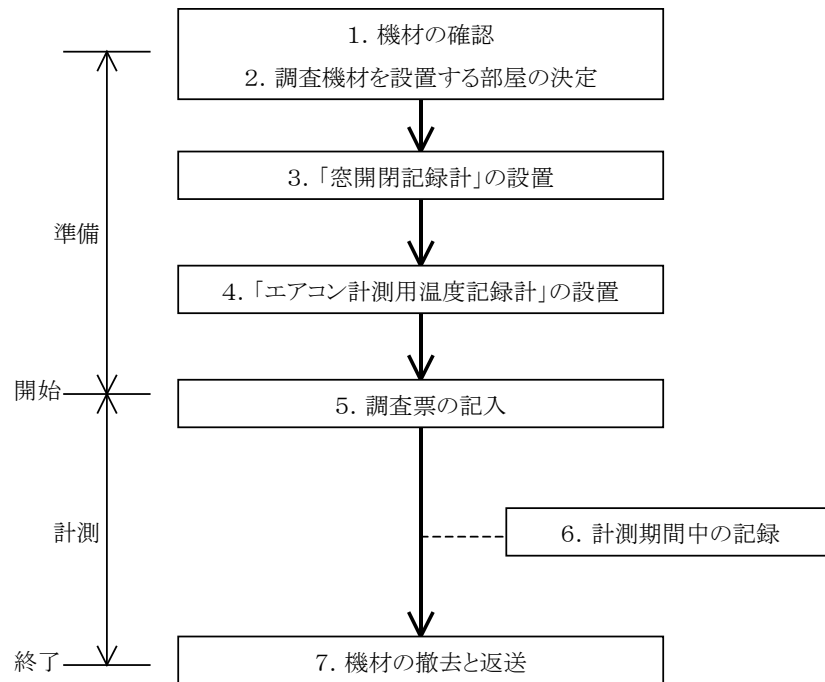 １．機材の確認
２．調査機材を設置する部屋の決定
３．「窓開閉記録計」の設置
準備
４．「エアコン計測用温度記録計」の設置
開始
５．調査票の記入
計測
６．計測期間中の記録
終了
７．機材の撤去と返送